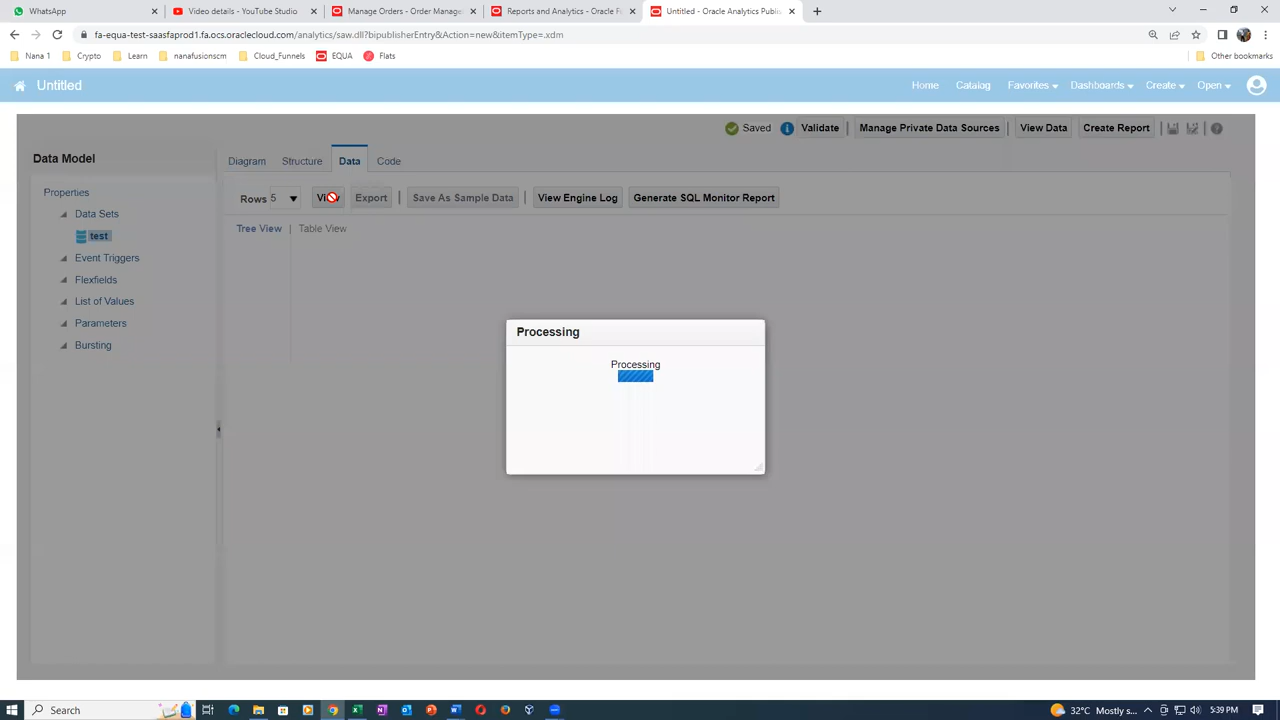 WhatsApp
Video details - YouTube Studio
Manage Orders - Order Manage
Reports and Analytics - Oracle F
Untitled - Oracle Analytics Publi
fa-equa-test-saasfaprod1.fa.ocs.oraclecloud.com/analytics/saw.dll?bipublisherEntry&Action=new&itemType=.xdm
Nana 1 Crypto Learn nanafusionscm Cloud_Funnels EQUA Flats Other bookmarks
Untitled Home Catalog Favorites Dashboards Create Open
Saved Validate Manage Private Data Sources View Data Create Report
Data Model
Diagram Structure Data Code
Properties
Rows 5 View Export Save As Sample Data View Engine Log Generate SQL Monitor Report
Data Sets
Tree View | Table View
test
Event Triggers
Flexfields
List of Values
Parameters
Bursting
Processing
Processing
Search
32°C Mostly s... 5:39 PM